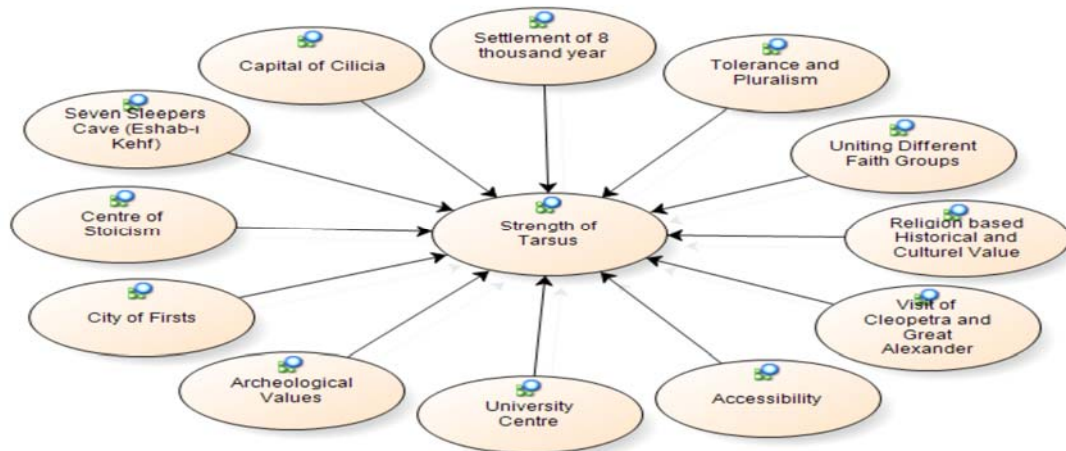 Settlement of 8
thousand year
Capital of Cilicia
Tolerance and
Pluralism
Seven Sleepers
Cave (Eshab-ı
Kehf)
Uniting Different
Faith Groups
Centre of
Stoicism
Strength of
Tarsus
Religion based
Historical and
Culturel Value
City of Firsts
Visit of
Cleopetra and
Great
Alexander
Archeological
Values
University
Centre
Accessibility